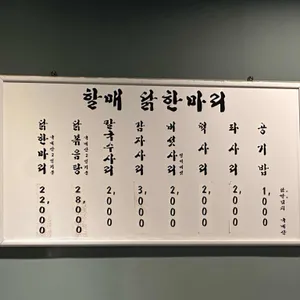 할매 닭한마리
닭한마리 22,000
닭볶음탕 28,000
칼국수사리 2,000
감자사리 3,000
버섯사리 2,000
떡사리 2,000
파사리 2,000
공기밥 1,000